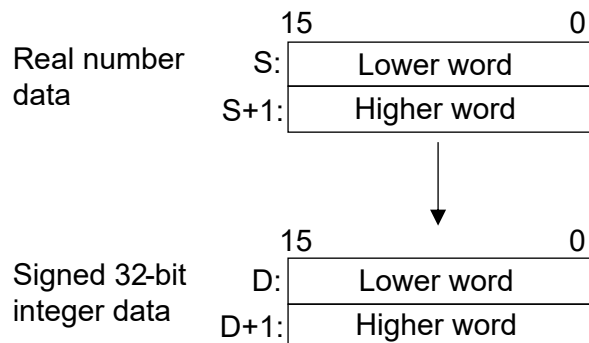 15 0
Real number
data
S: Lower word
S+1: Higher word
15 0
Signed 32-bit
integer data
D: Lower word
D+1: Higher word